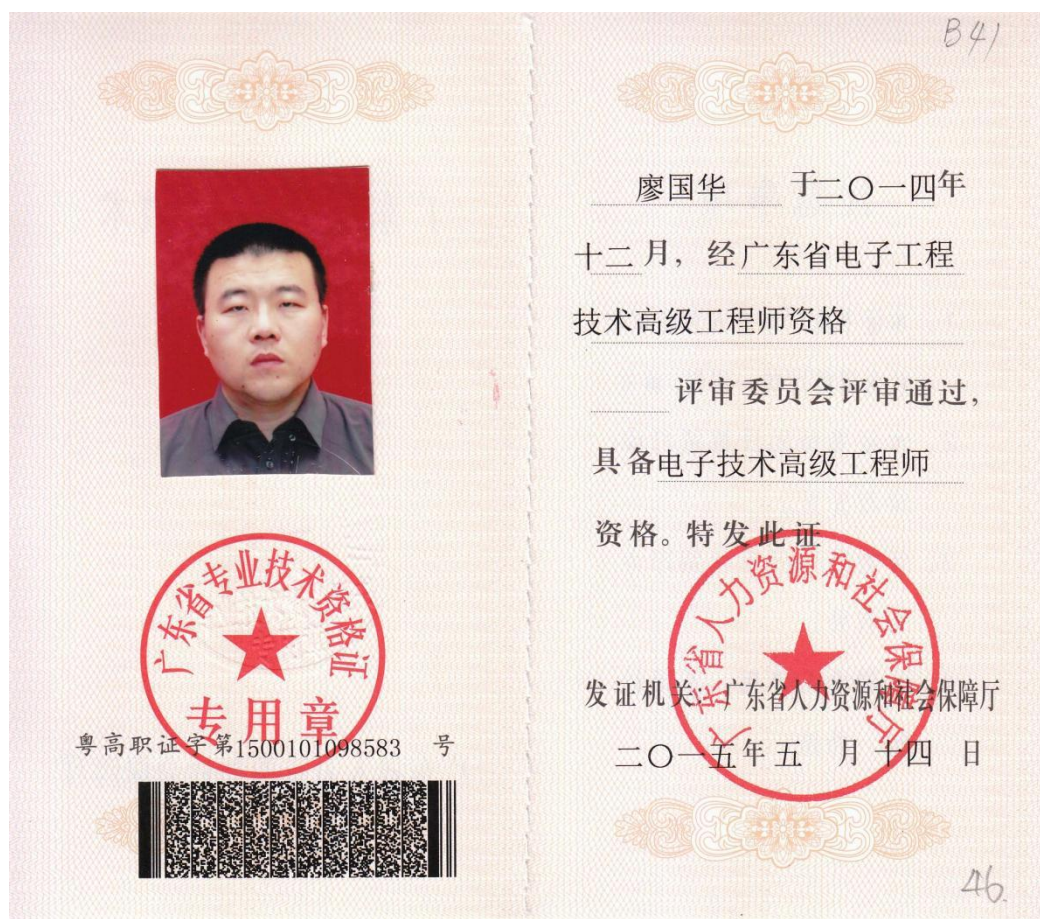 广东省专业技术资格证
专用章
粤高职证字第1500101098583 号
B41
廖国华 于二〇一四年
十二月，经广东省电子工程
技术高级工程师资格
评审委员会评审通过，
具备电子技术高级工程师
资格。特发此证
广东省人力资源和社会保障厅
发证机关：广东省人力资源和社会保障厅
二〇一五年五 月十四 日
46.